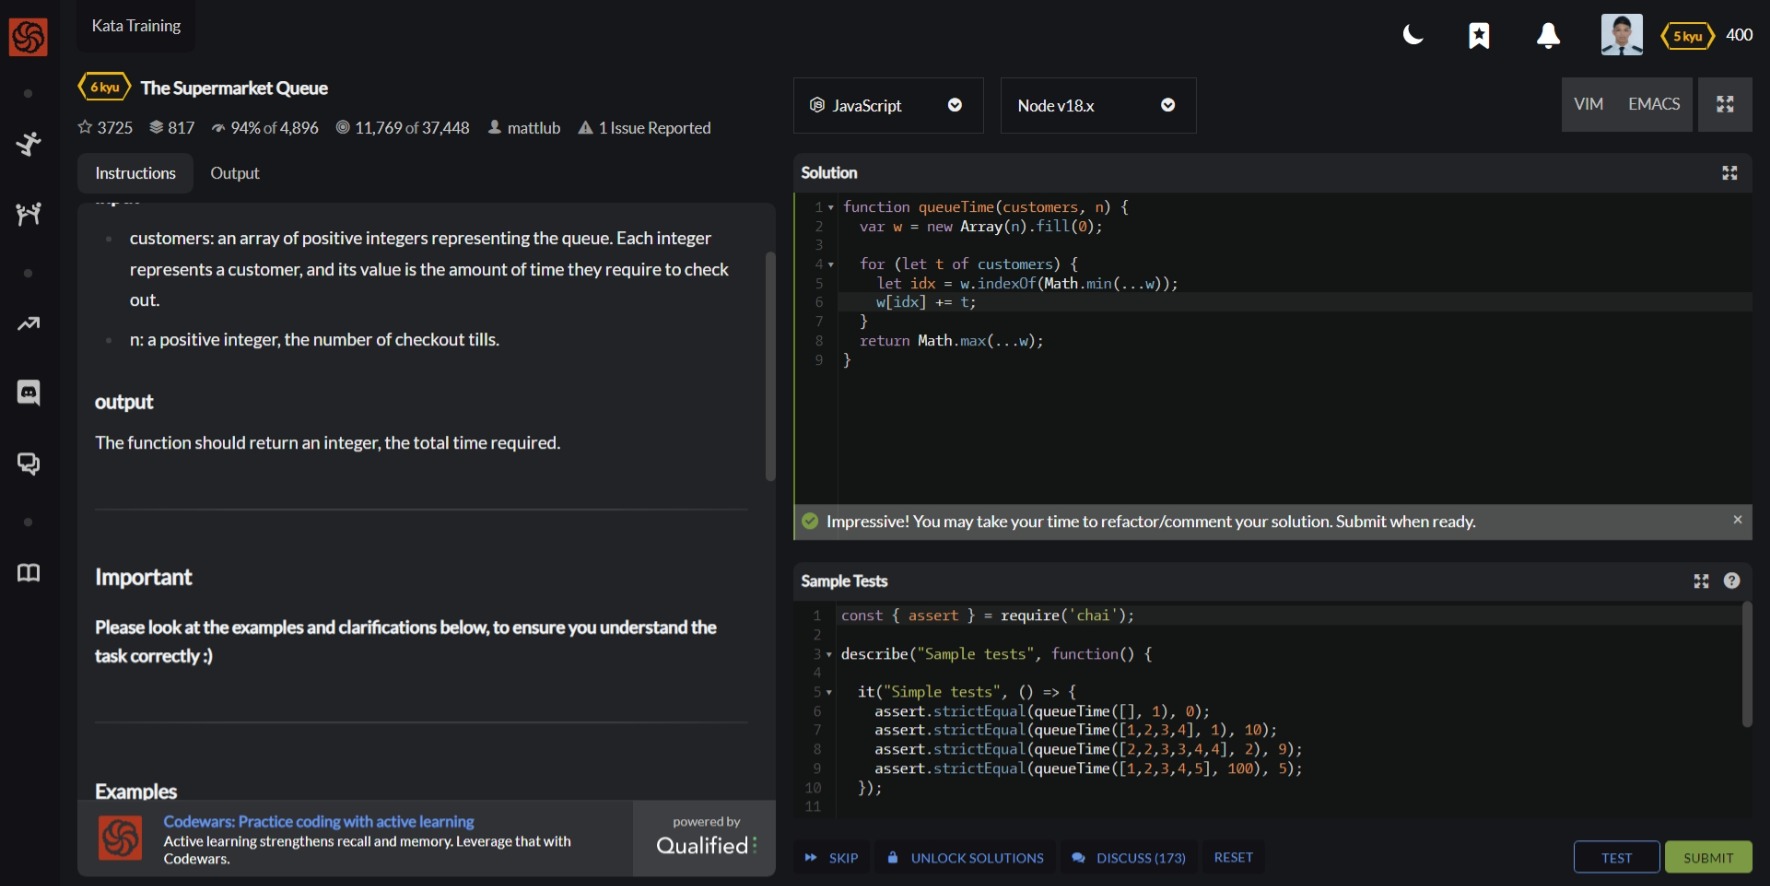 Kata Training
5 kyu 400
6 kyu The Supermarket Queue
3725 817 94% of 4,896 11,769 of 37,448 mattlub 1 Issue Reported
Instructions Output
customers: an array of positive integers representing the queue. Each integer
represents a customer, and its value is the amount of time they require to check
out.
n: a positive integer, the number of checkout tills.
output
The function should return an integer, the total time required.
Important
Please look at the examples and clarifications below, to ensure you understand the
task correctly :)
Examples
Codewars: Practice coding with active learning
Active learning strengthens recall and memory. Leverage that with
Codewars.
powered by
Qualified
JavaScript Node v18.x VIM EMACS
Solution
1 function queueTime(customers, n) {
2 var w = new Array(n).fill(0);
3
4 for (let t of customers) {
5 let idx = w.indexOf(Math.min(...w));
6 w[idx] += t;
7 }
8 return Math.max(...w);
9 }
Impressive! You may take your time to refactor/comment your solution. Submit when ready.
Sample Tests
1 const { assert } = require('chai');
2
3 describe("Sample tests", function() {
4
5 it("Simple tests", () => {
6 assert.strictEqual(queueTime([], 1), 0);
7 assert.strictEqual(queueTime([1,2,3,4], 1), 10);
8 assert.strictEqual(queueTime([2,2,3,3,4,4], 2), 9);
9 assert.strictEqual(queueTime([1,2,3,4,5], 100), 5);
10 });
11
SKIP UNLOCK SOLUTIONS DISCUSS (173) RESET TEST SUBMIT